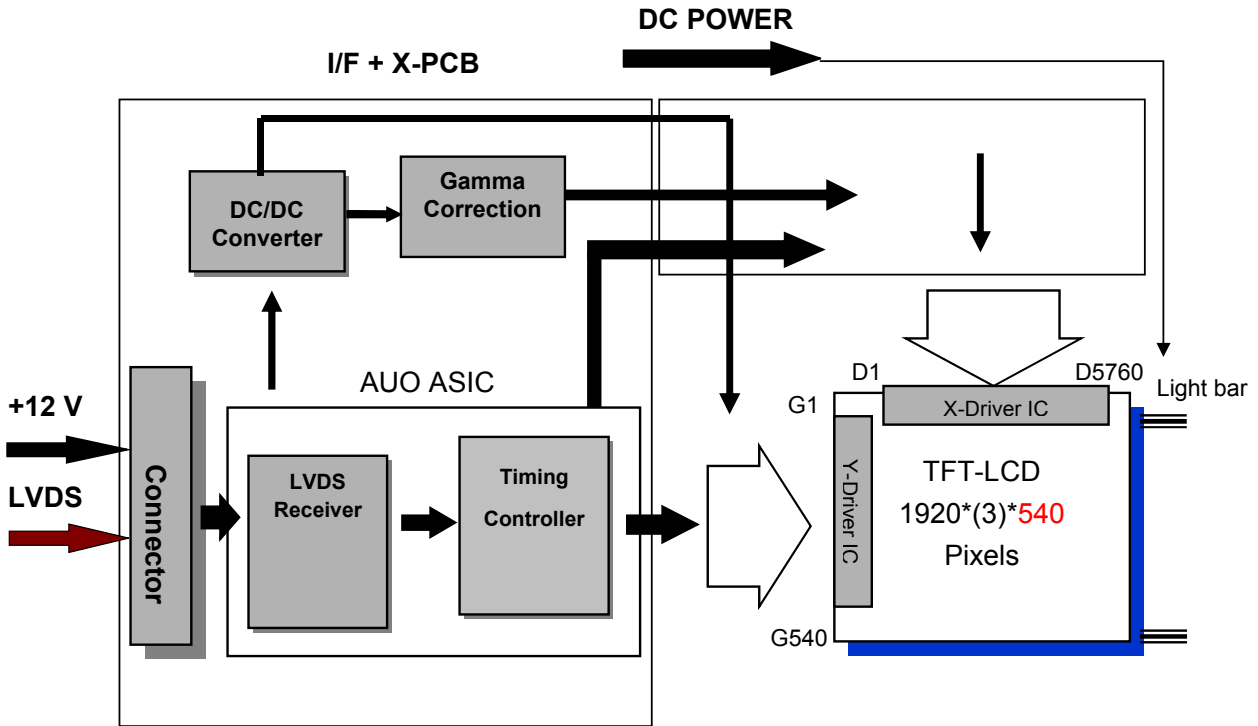 DC POWER
I/F + X-PCB
DC/DC
Converter
Gamma
Correction
AUO ASIC
+12 V
LVDS
Connector
LVDS
Receiver
Timing
Controller
D1
D5760
Light bar
G1
X-Driver IC
Y-Driver IC
TFT-LCD
1920*(3)*540
Pixels
G540